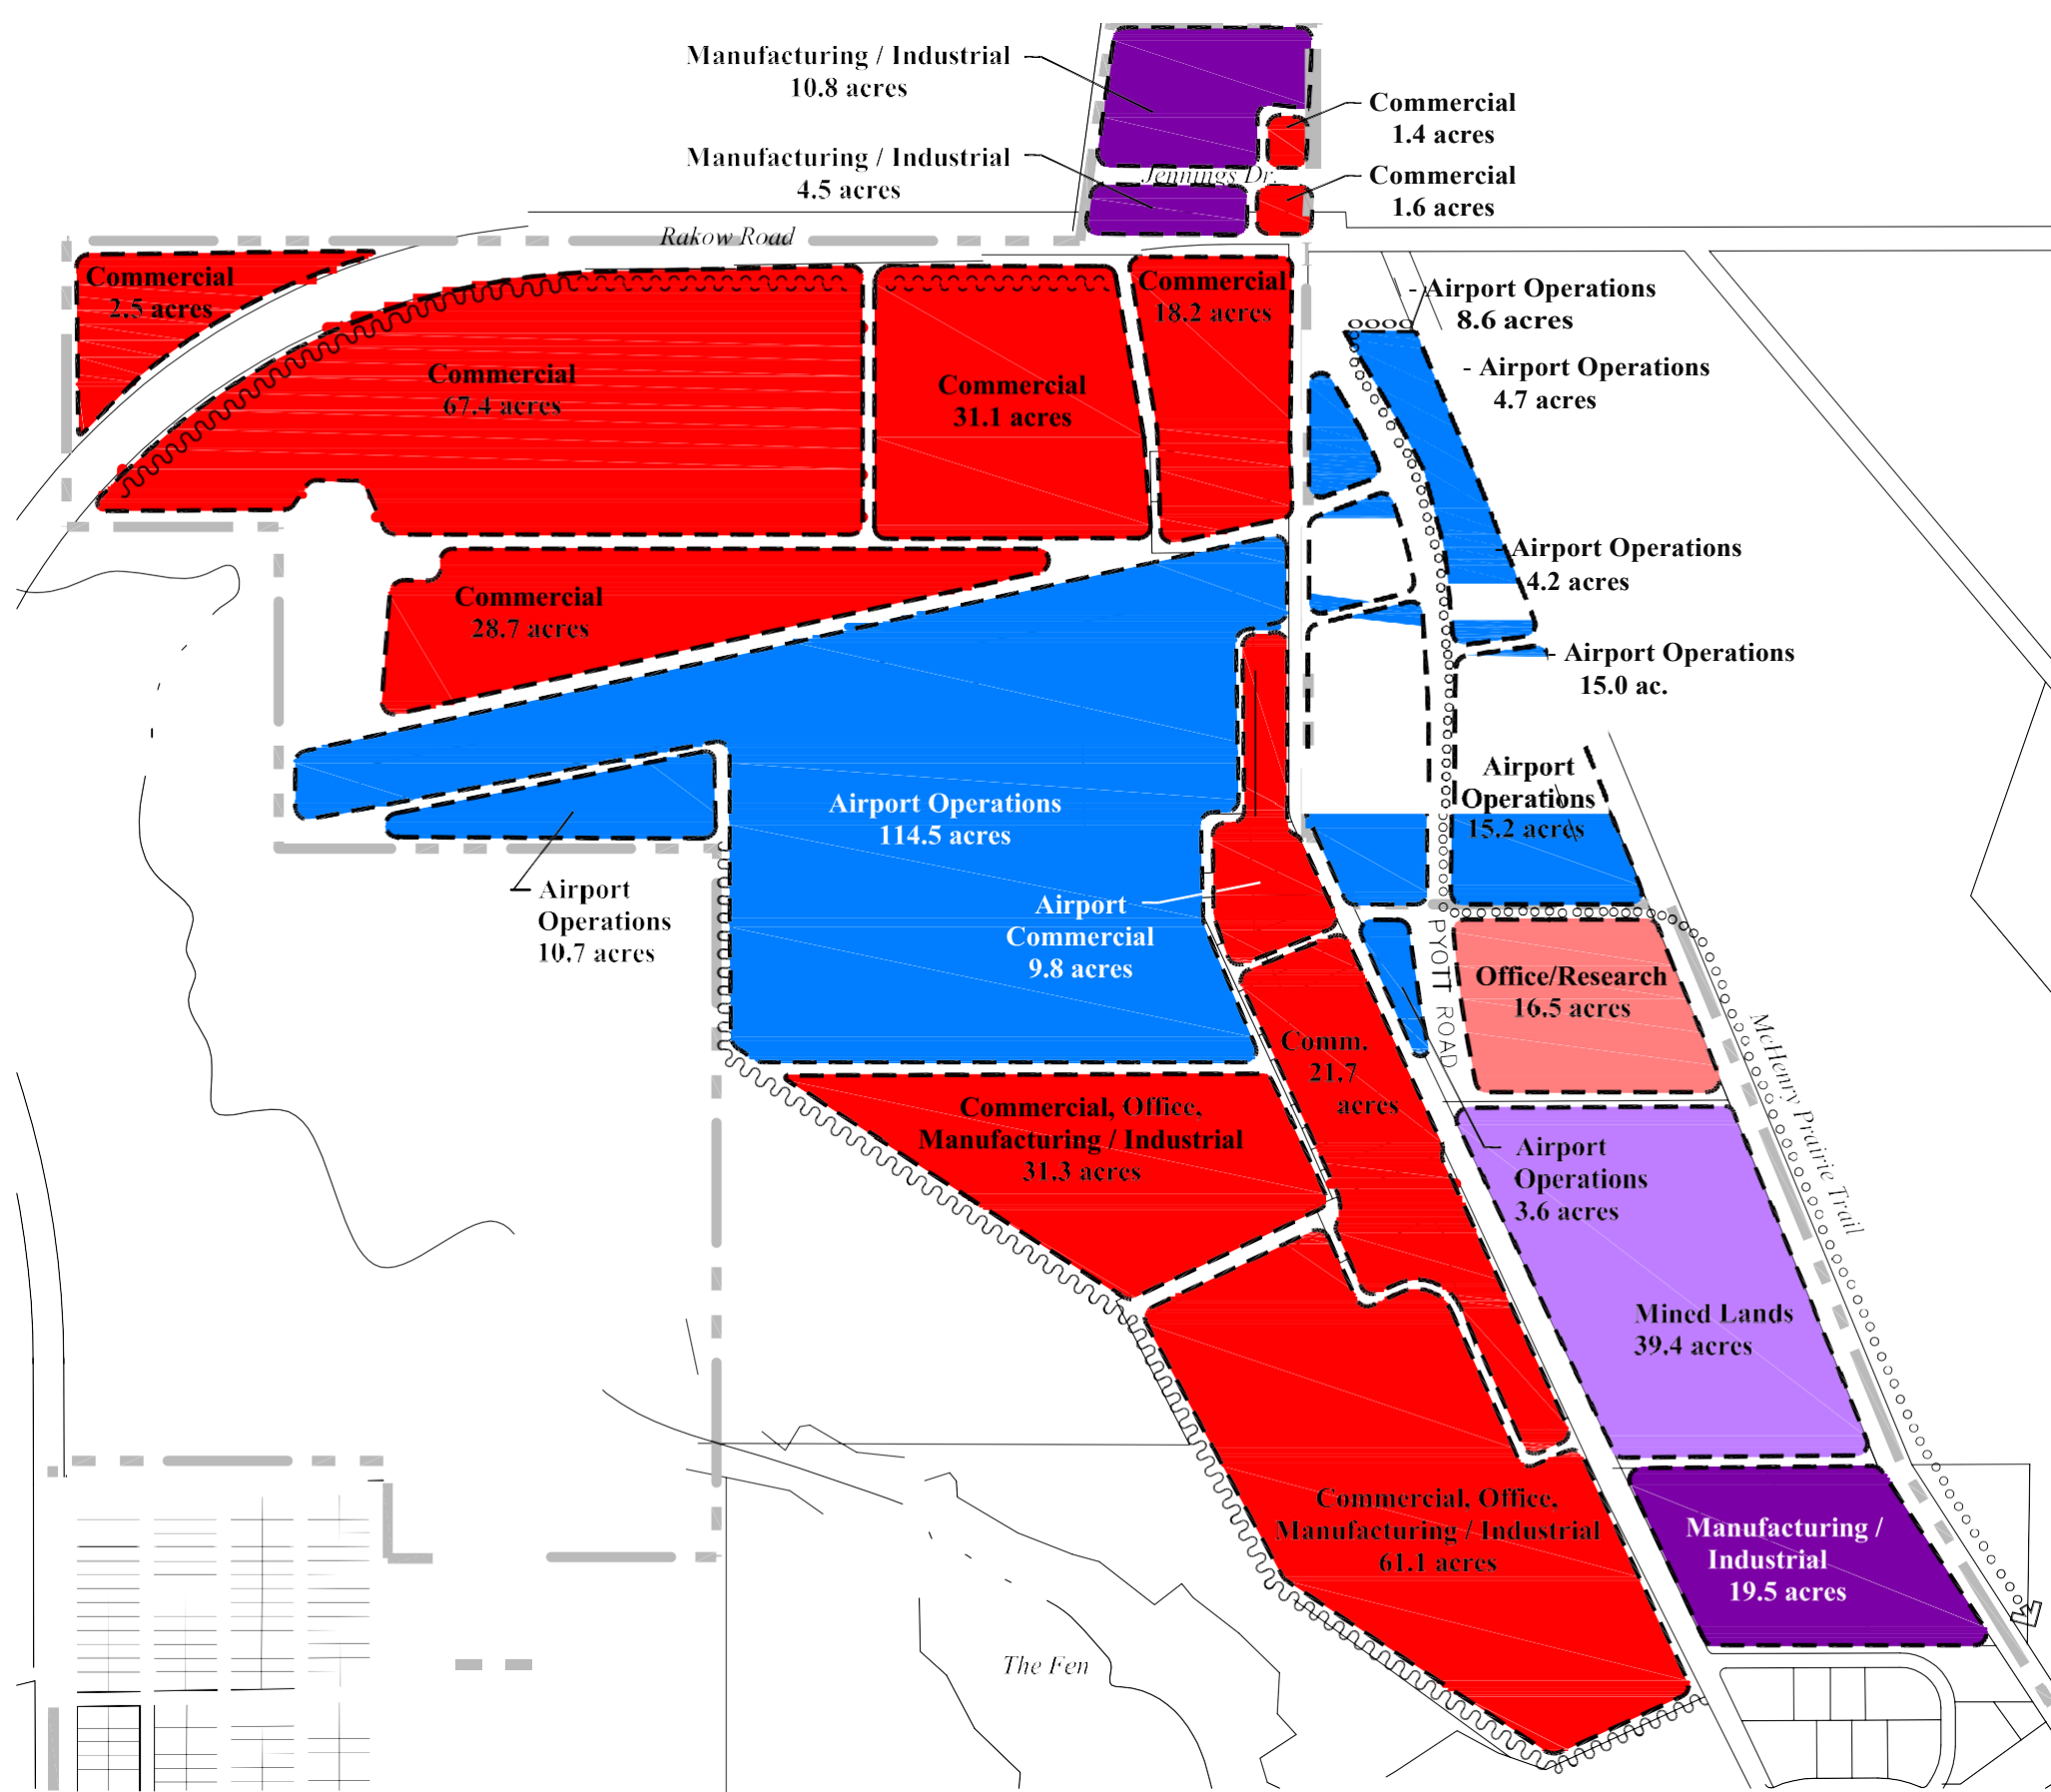 Manufacturing / Industrial
10.8 acres
Commercial
1.4 acres
Manufacturing / Industrial
4.5 acres
Jennings Dr.
Commercial
1.6 acres
Rakow Road
Commercial
2.5 acres
Commercial
18.2 acres
- Airport Operations
8.6 acres
Commercial
67.4 acres
Commercial
31.1 acres
- Airport Operations
4.7 acres
Airport Operations
4.2 acres
Commercial
28.7 acres
Airport Operations
15.0 ac.
Airport
Operations
15.2 acres
Airport Operations
114.5 acres
Airport
Operations
10.7 acres
Airport
Commercial
9.8 acres
PYOTT ROAD
Office/Research
16.5 acres
McHenry Prairie Trail
Comm.
21.7
acres
Commercial, Office,
Manufacturing / Industrial
31.3 acres
Airport
Operations
3.6 acres
Mined Lands
39.4 acres
Commercial, Office,
Manufacturing / Industrial
61.1 acres
Manufacturing /
Industrial
19.5 acres
The Fen